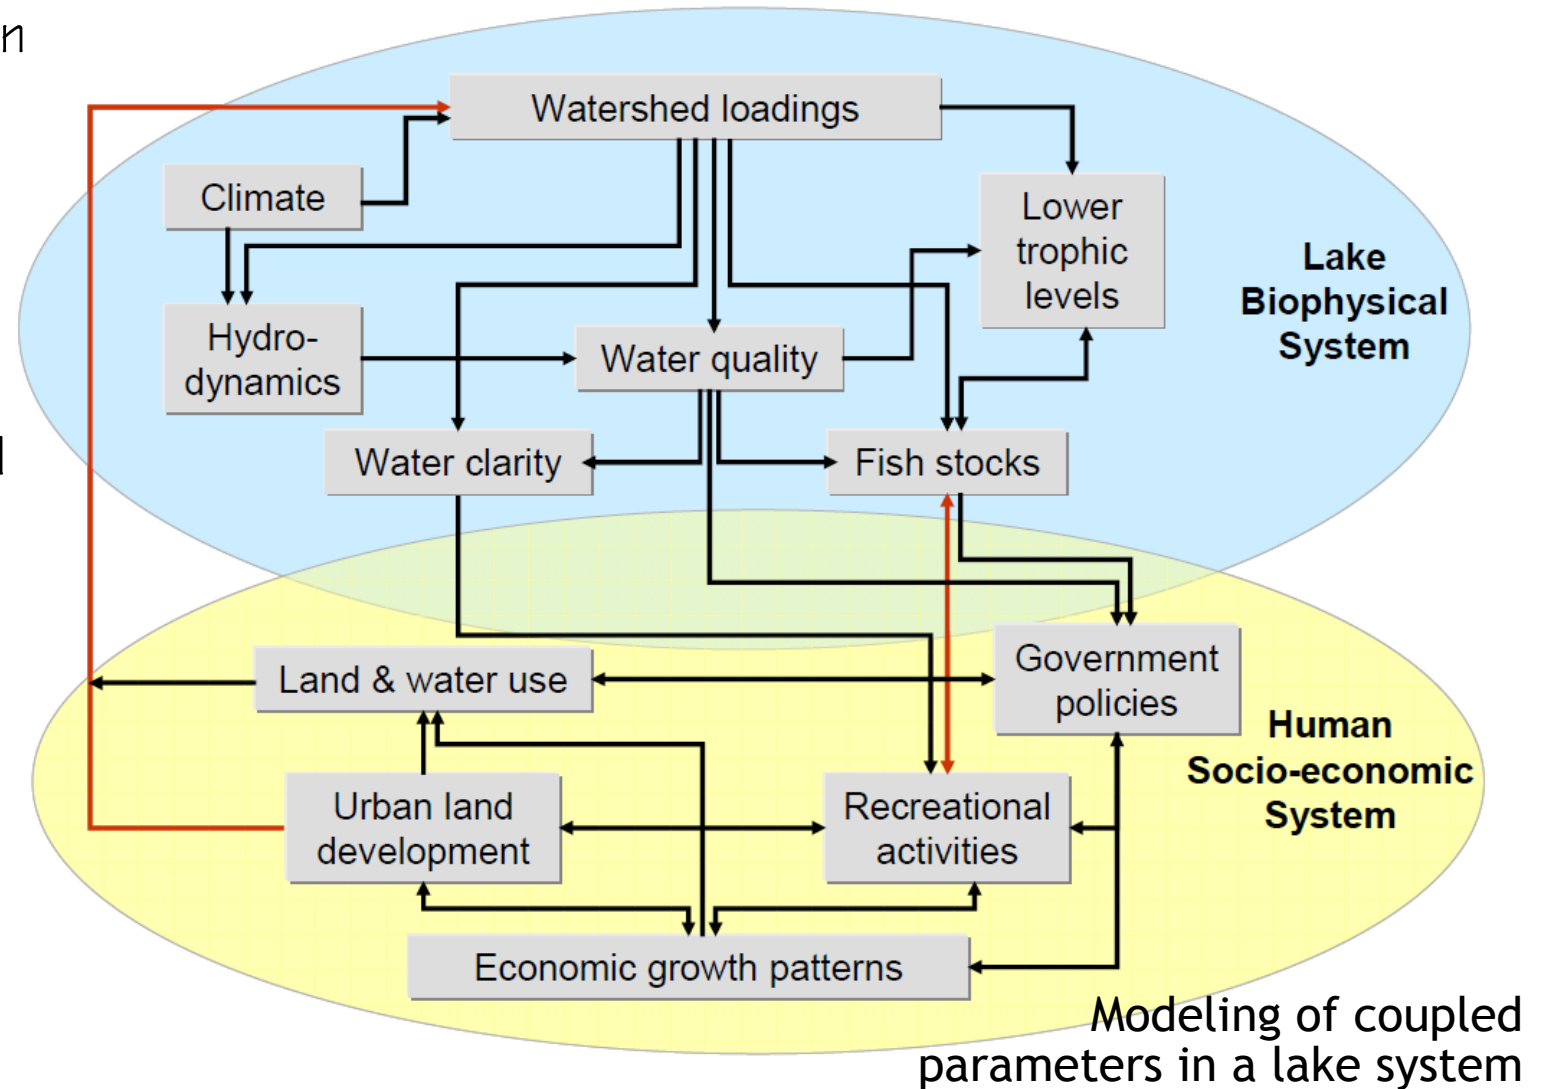 n
Watershed loadings
Climate
Lower
trophic
levels
Lake
Biophysical
System
Hydro-
dynamics
Water quality
Water clarity
Fish stocks
Land & water use
Government
policies
Human
Socio-economic
System
Urban land
development
Recreational
activities
Economic growth patterns
Modeling of coupled
parameters in a lake system